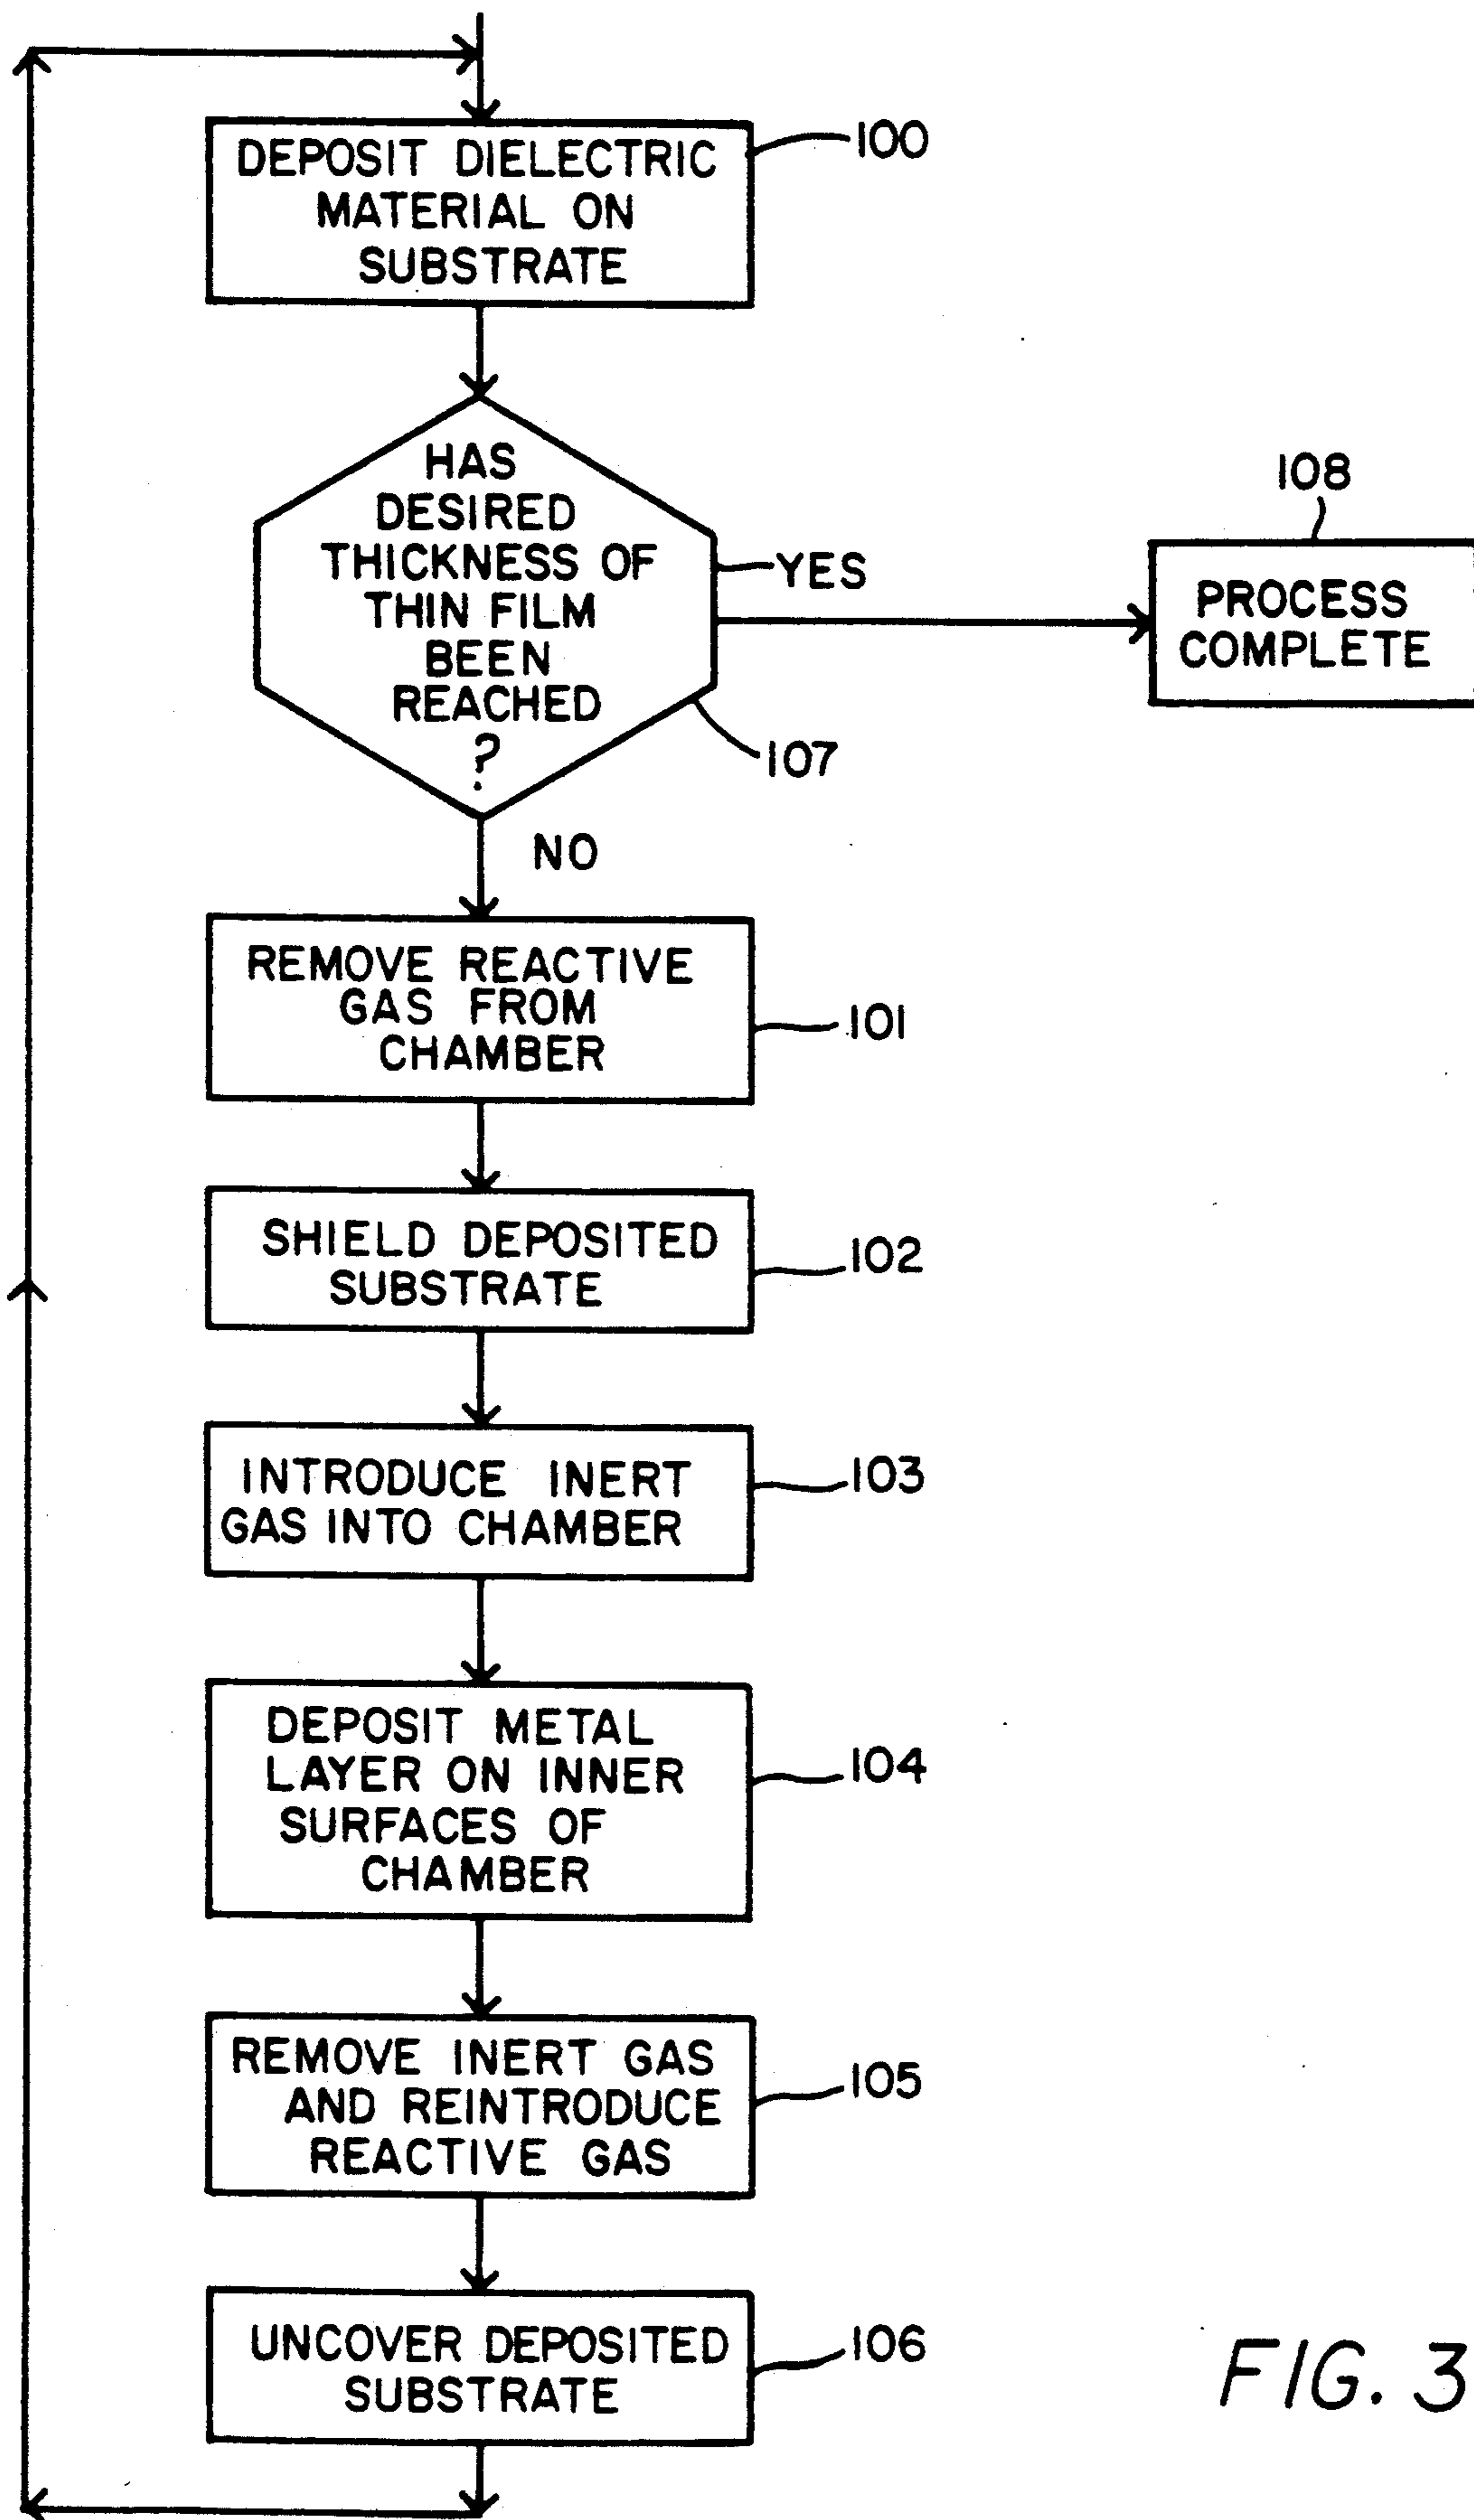 DEPOSIT DIELECTRIC
MATERIAL ON
SUBSTRATE
100
HAS
DESIRED
THICKNESS OF
THIN FILM
BEEN
REACHED
?
YES
107
108
PROCESS
COMPLETE
NO
REMOVE REACTIVE
GAS FROM
CHAMBER
101
SHIELD DEPOSITED
SUBSTRATE
102
INTRODUCE INERT
GAS INTO CHAMBER
103
DEPOSIT METAL
LAYER ON INNER
SURFACES OF
CHAMBER
104
REMOVE INERT GAS
AND REINTRODUCE
REACTIVE GAS
105
UNCOVER DEPOSITED
SUBSTRATE
106
FIG. 3